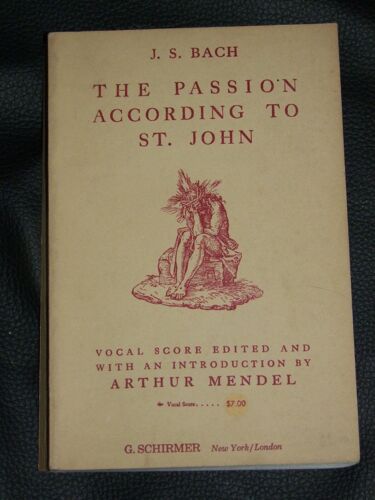 J. S. BACH
THE PASSION
ACCORDING TO
ST. JOHN
VOCAL SCORE EDITED AND
WITH AN INTRODUCTION BY
ARTHUR MENDEL
Vocal Score..... $7.00
G. SCHIRMER New York/London